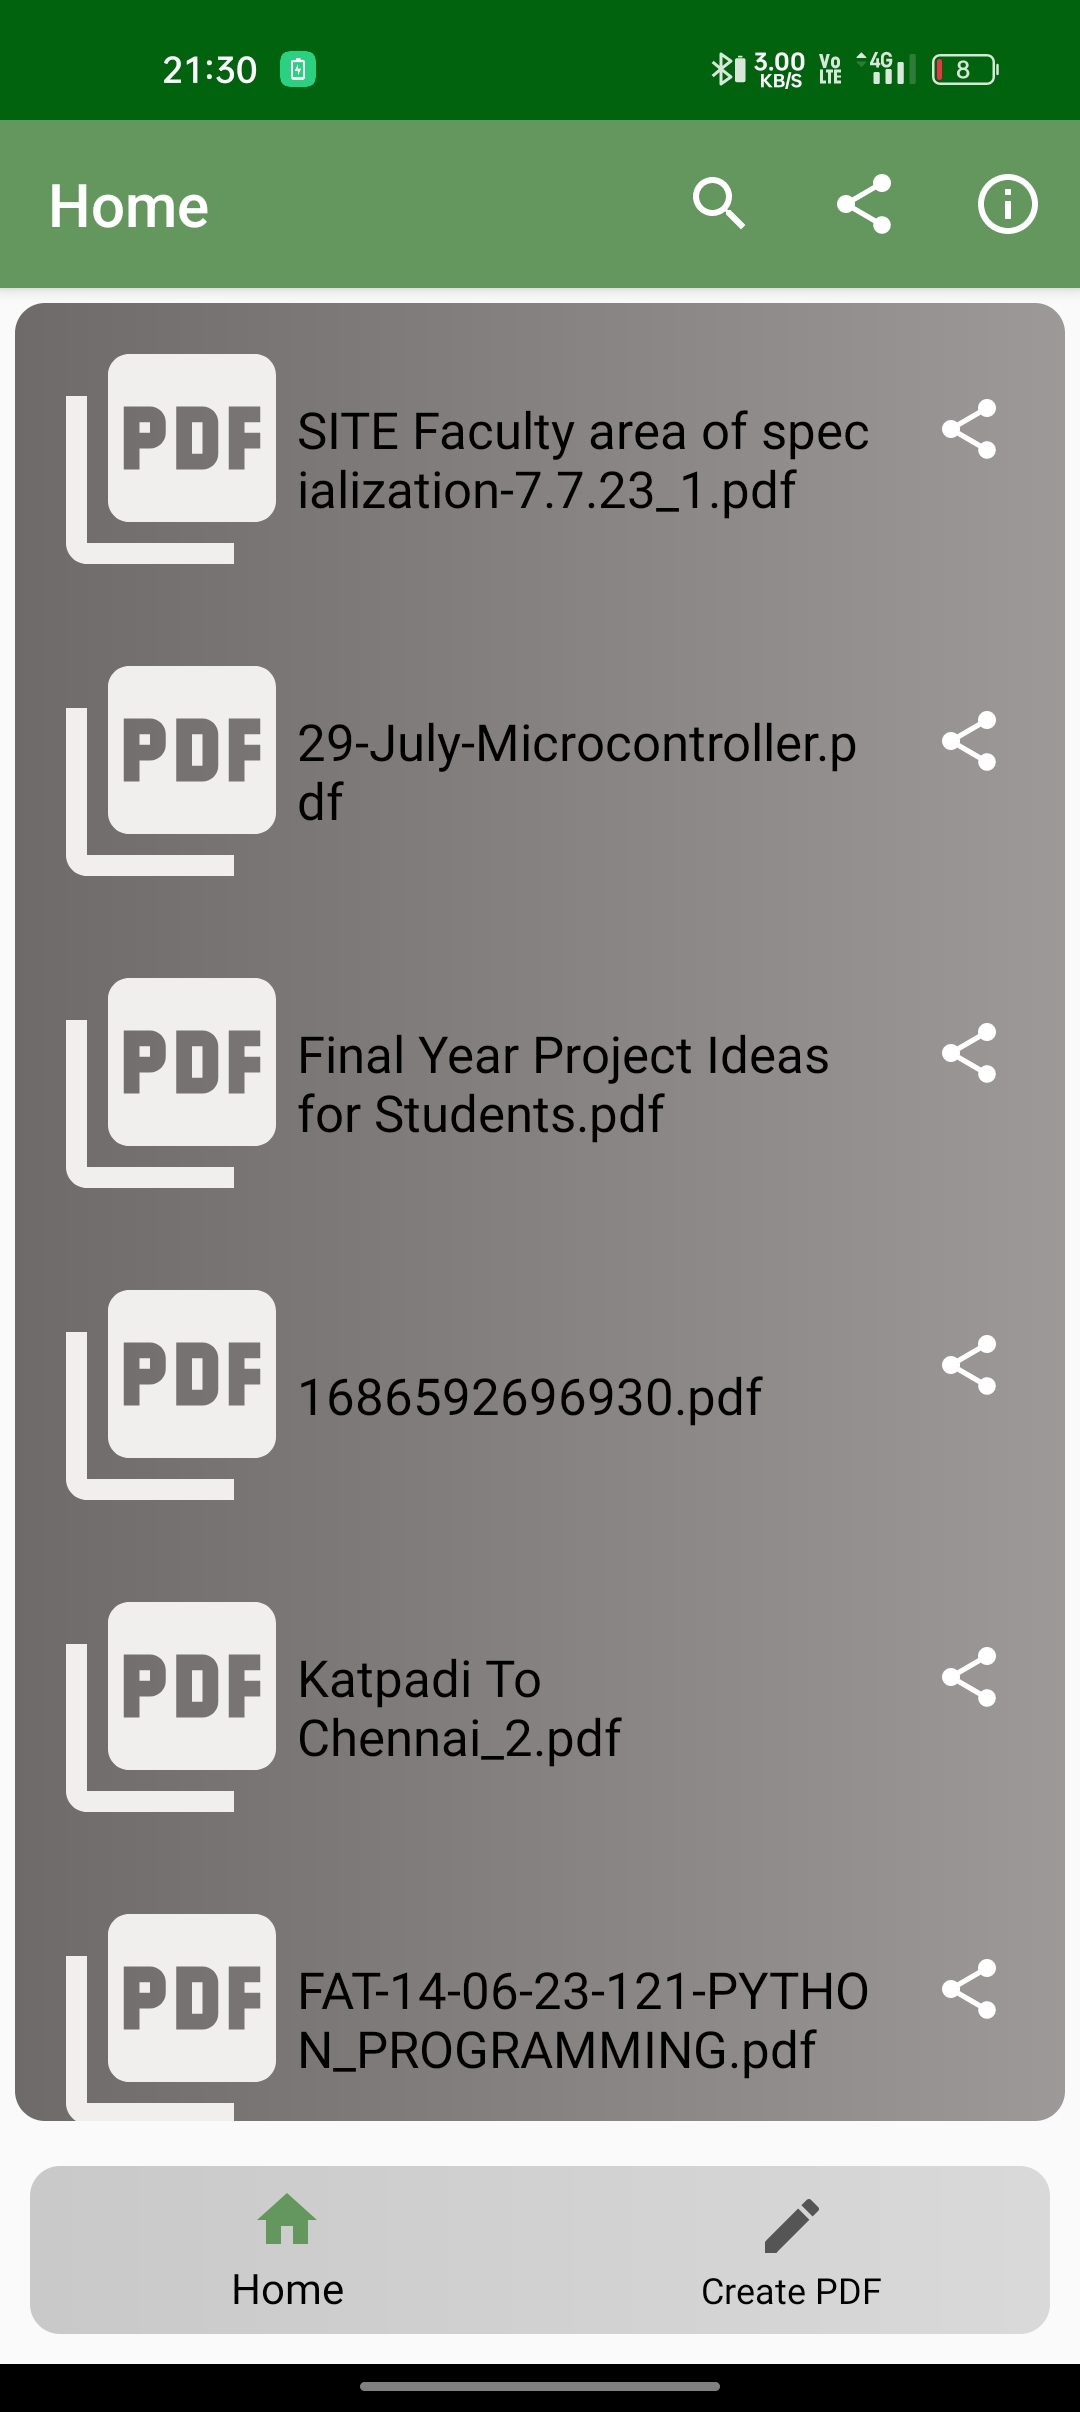 21:30 3.00 KB/S Vo LTE 4G 8
Home
PDF
SITE Faculty area of spec
ialization-7.7.23_1.pdf
PDF
29-July-Microcontroller.p
df
PDF
Final Year Project Ideas
for Students.pdf
PDF
1686592696930.pdf
PDF
Katpadi To
Chennai_2.pdf
PDF
FAT-14-06-23-121-PYTHO
N_PROGRAMMING.pdf
Home
Create PDF